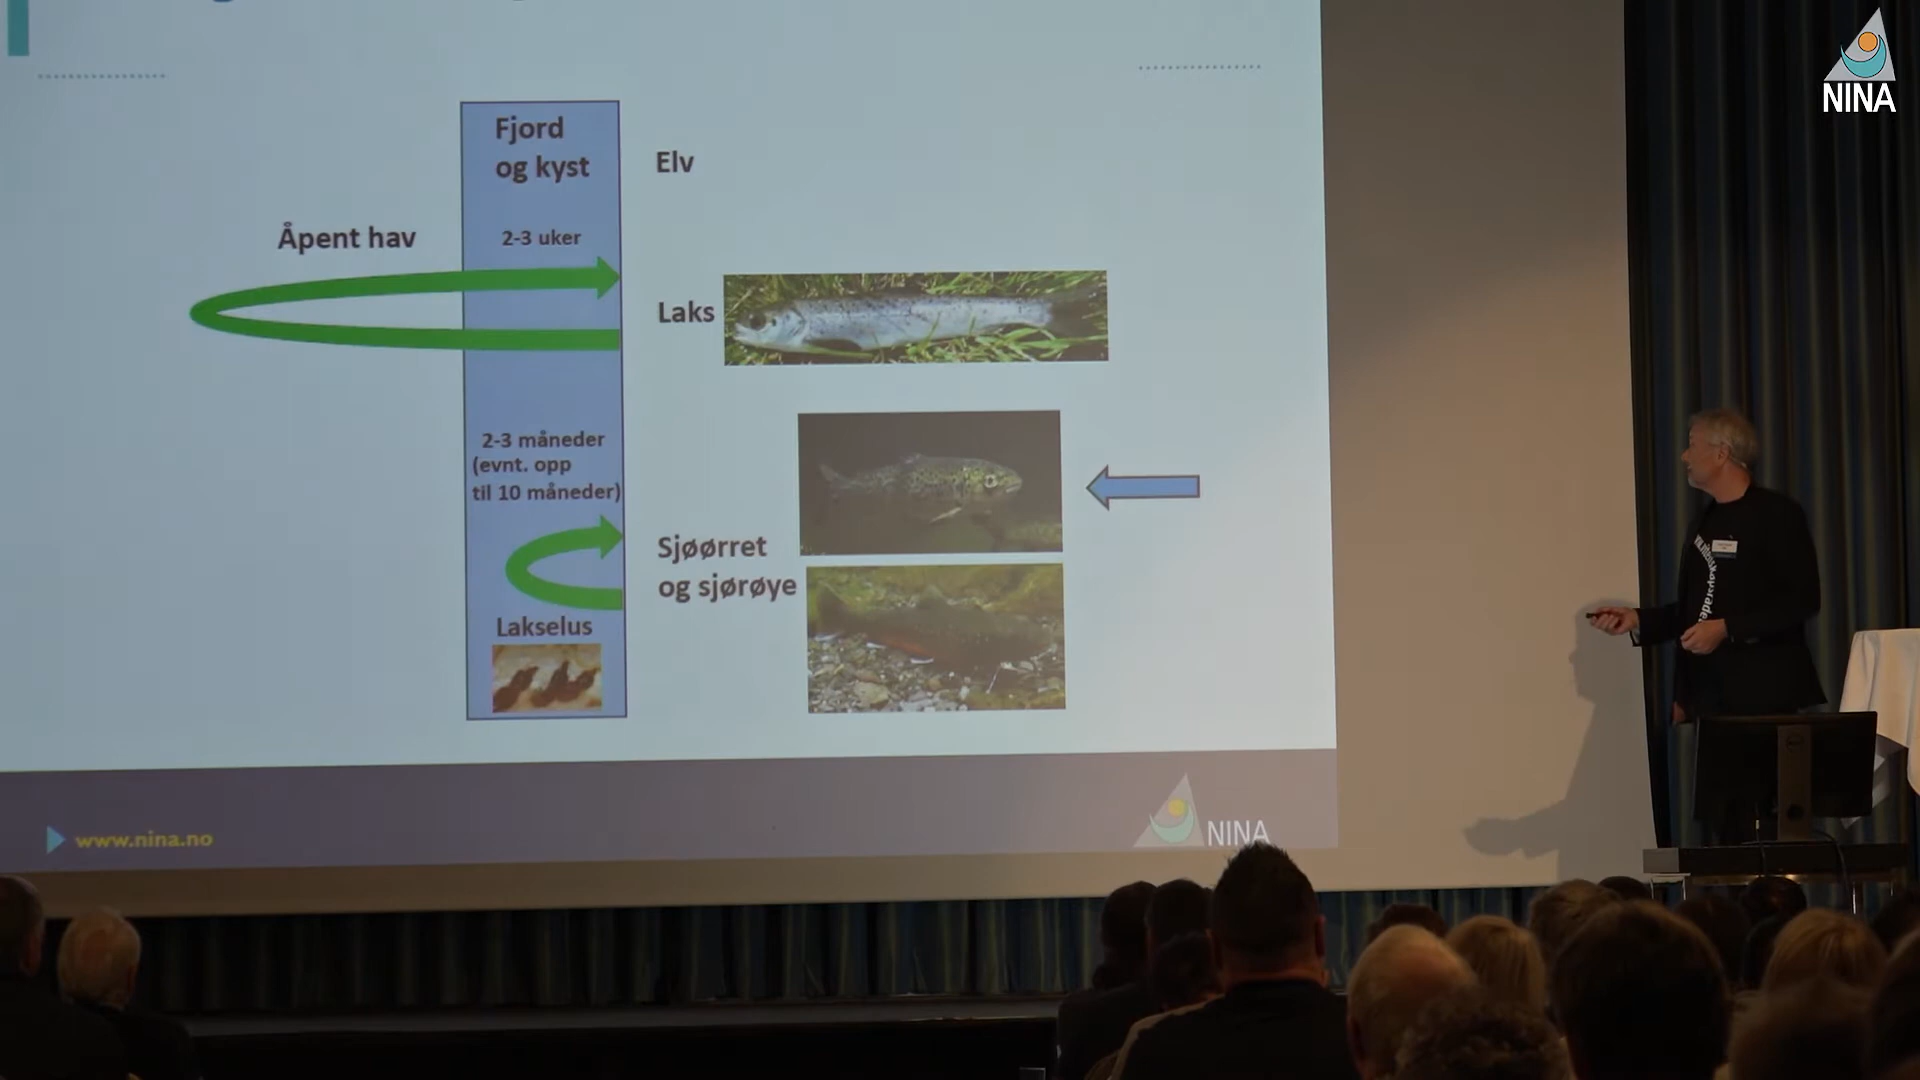 NINA
Fjord
og kyst
Elv
Åpent hav
2-3 uker
Laks
2-3 måneder
(evnt. opp
til 10 måneder)
Sjøørret
og sjørøye
Lakselus
www.nina.no
NINA